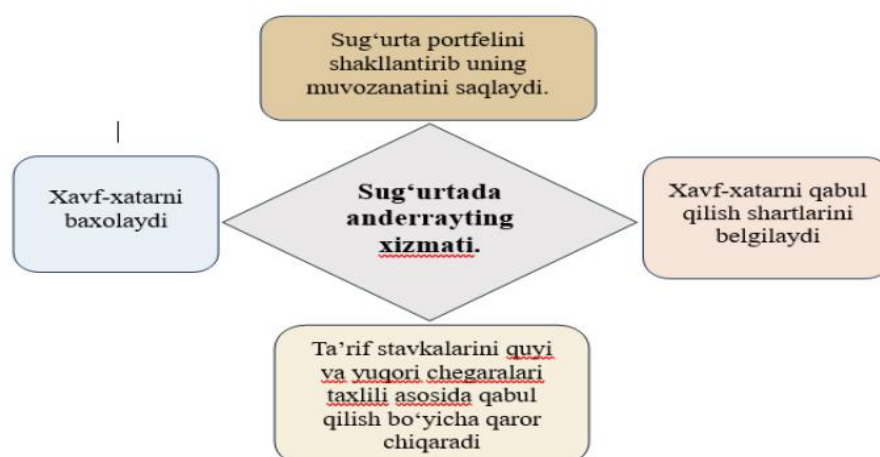 Sug‘urta portfelini
shakllantirib uning
muvozanatini saqlaydi.
Xavf-xatarni
baxolaydi
Sug‘urtada
anderrayting
xizmati.
Xavf-xatarni qabul
qilish shartlarini
belgilaydi
Ta’rif stavkalarini quyi
va yuqori chegaralari
taxlili asosida qabul
qilish bo‘yicha qaror
chiqaradi